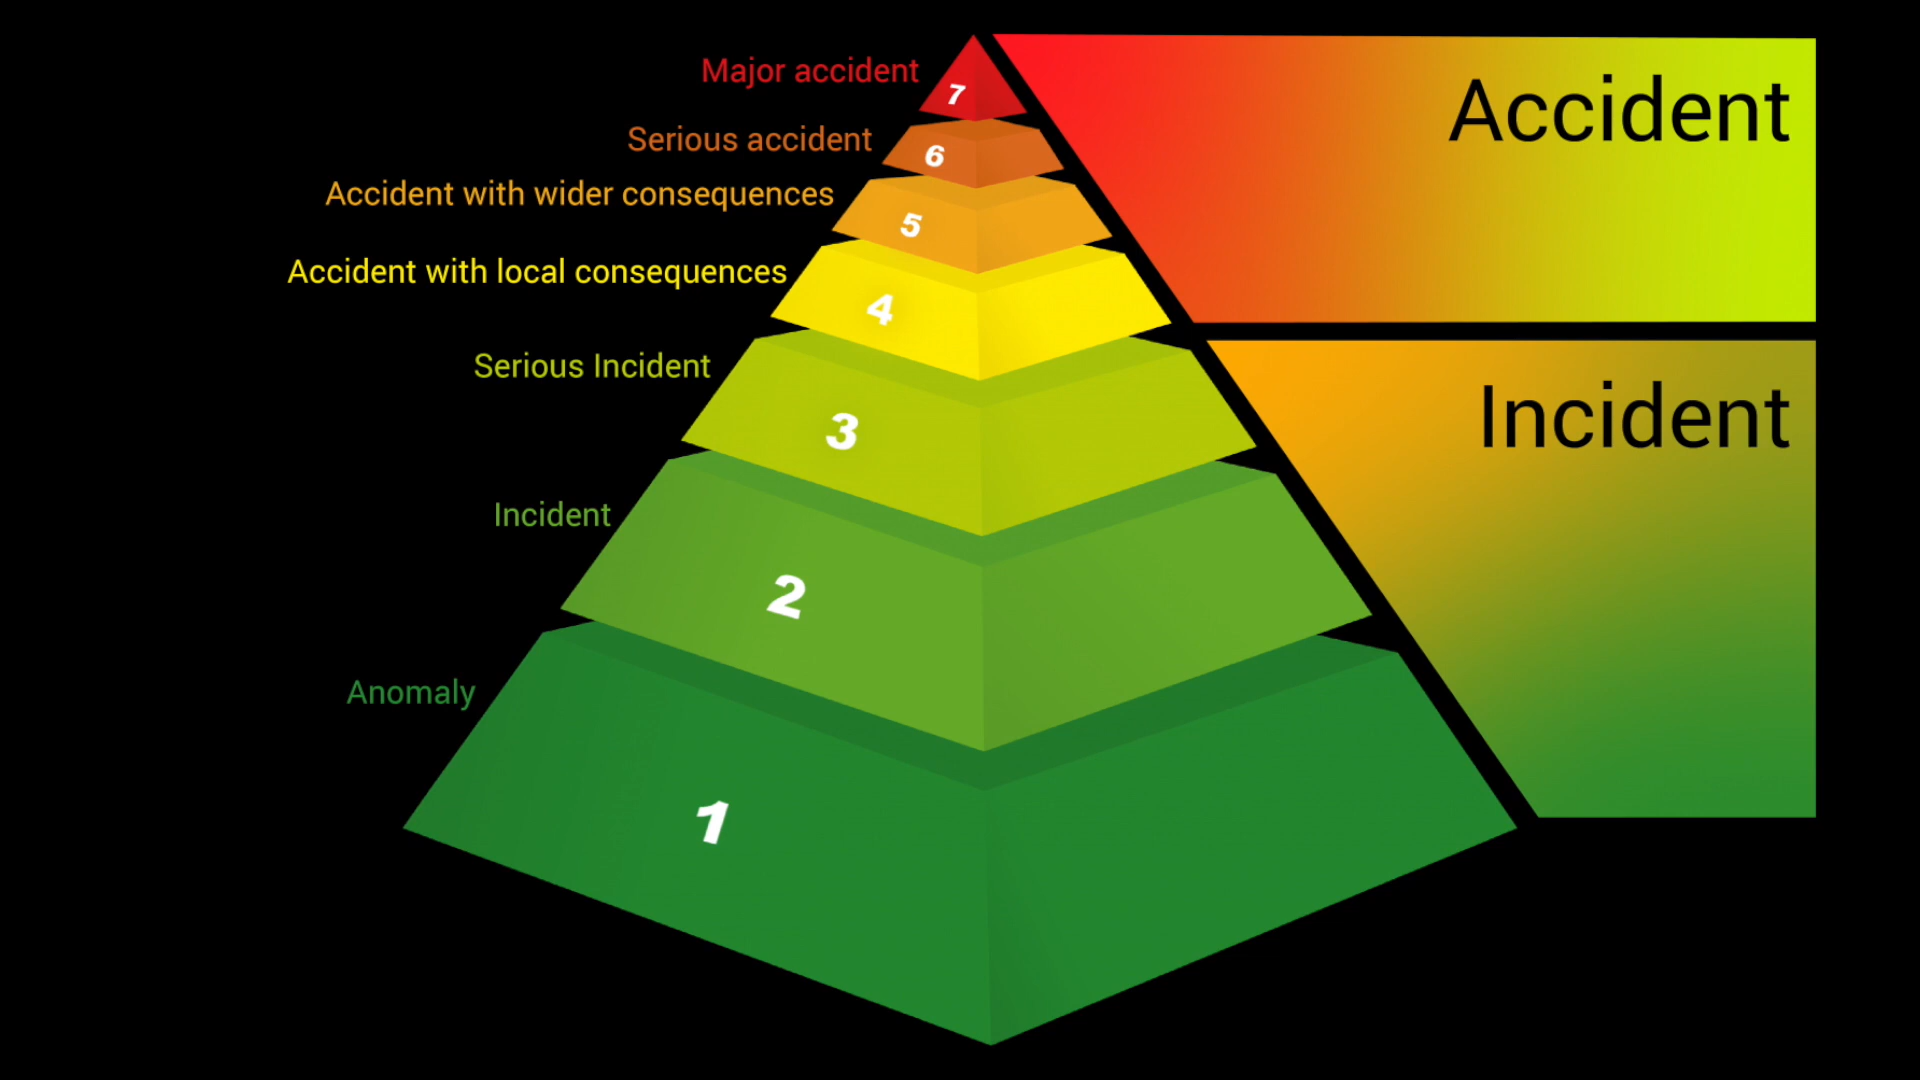 Major accident
7
Accident
Serious accident
6
Accident with wider consequences
5
Accident with local consequences
4
Serious Incident
3
Incident
Incident
2
Anomaly
1